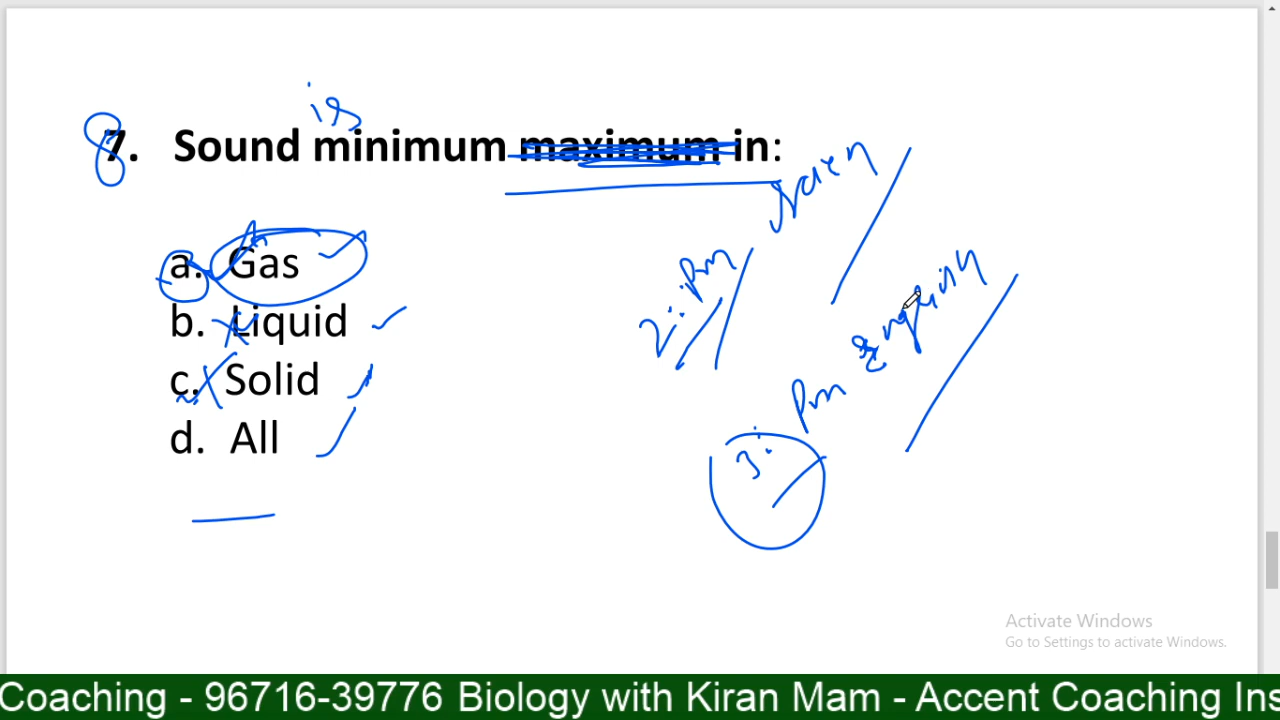 is
8
7. Sound minimum maximum in:
a. Gas
b. Liquid
c. Solid
d. All
2: Pm
3: Pm English
Activate Windows
Go to Settings to activate Windows.
Coaching - 96716-39776 Biology with Kiran Mam - Accent Coaching Ins